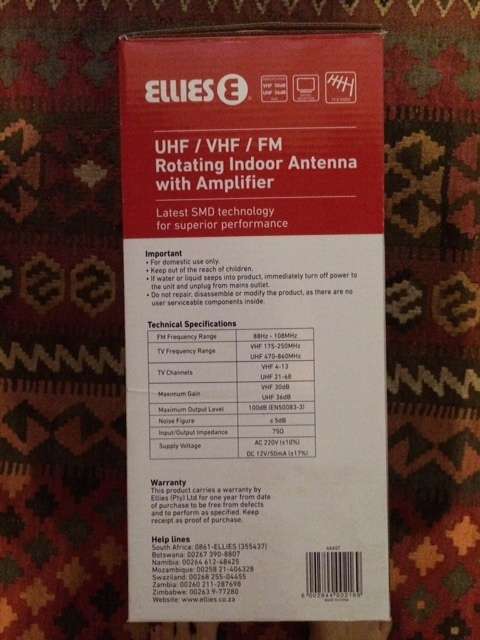 ELLIES E
VHF 30dB
UHF 36dB
UHF / VHF / FM
Rotating Indoor Antenna
with Amplifier
Latest SMD technology
for superior performance
Important
• For domestic use only.
• Keep out of the reach of children.
• If water or liquid seeps into product, immediately turn off power to
the unit and unplug from mains outlet.
• Do not repair, disassemble or modify the product, as there are no
user serviceable components inside.
Technical Specifications
FM Frequency Range 88Hz - 108MHz
TV Frequency Range VHF 175-250MHz
UHF 470-860MHz
TV Channels VHF 4-13
UHF 21-68
Maximum Gain VHF 30dB
UHF 36dB
Maximum Output Level 100dB (EN50083-3)
Noise Figure ≤ 5dB
Input/Output Impedance 75Ω
Supply Voltage AC 220V (±10%)
DC 12V/50mA (±17%)
Warranty
This product carries a warranty by
Ellies (Pty) Ltd for one year from date
of purchase to be free from defects
and to perform as specified. Keep
receipt as proof of purchase.
Help lines
South Africa: 0861-ELLIES (355437)
Botswana: 00267 390-8807
Namibia: 00264 612-48425
Mozambique: 00258 21-406328
Swaziland: 00268 255-04455
Zambia: 00260 211-287698
Zimbabwe: 00263 9-77280
Website: www.ellies.co.za